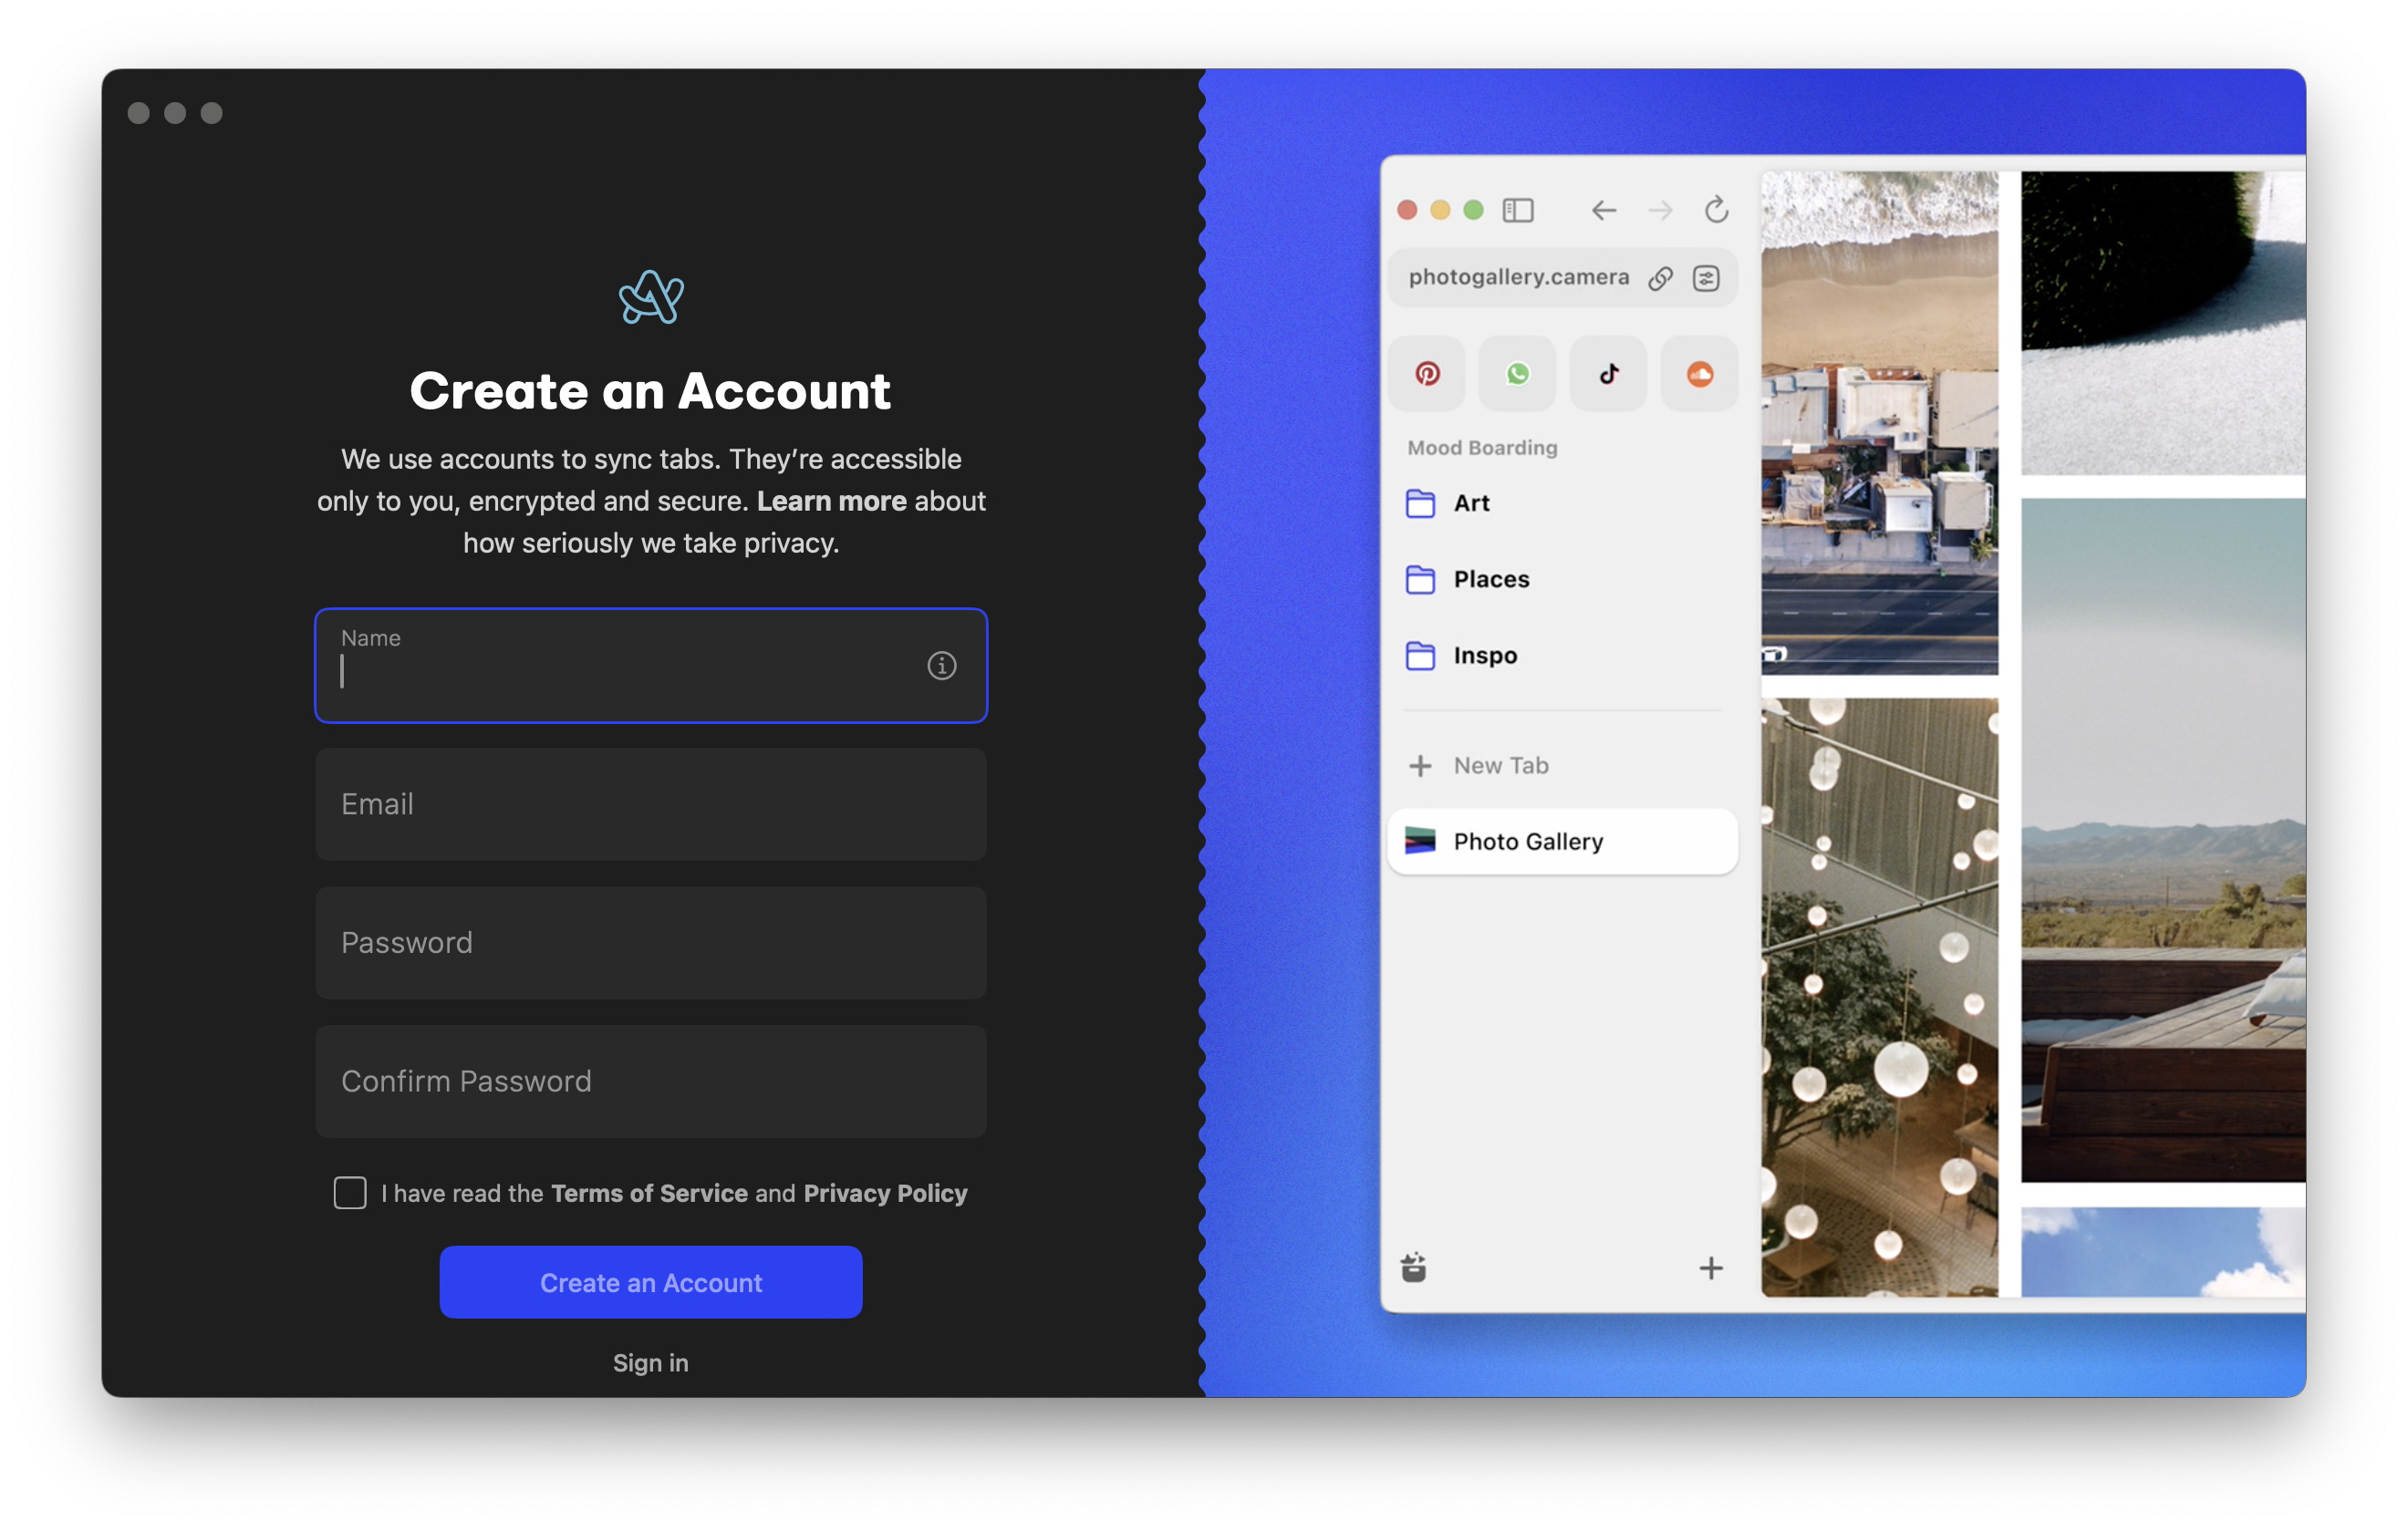 Create an Account
We use accounts to sync tabs. They’re accessible
only to you, encrypted and secure. Learn more about
how seriously we take privacy.
Name
Email
Password
Confirm Password
I have read the Terms of Service and Privacy Policy
Create an Account
Sign in
photogallery.camera
Mood Boarding
Art
Places
Inspo
New Tab
Photo Gallery